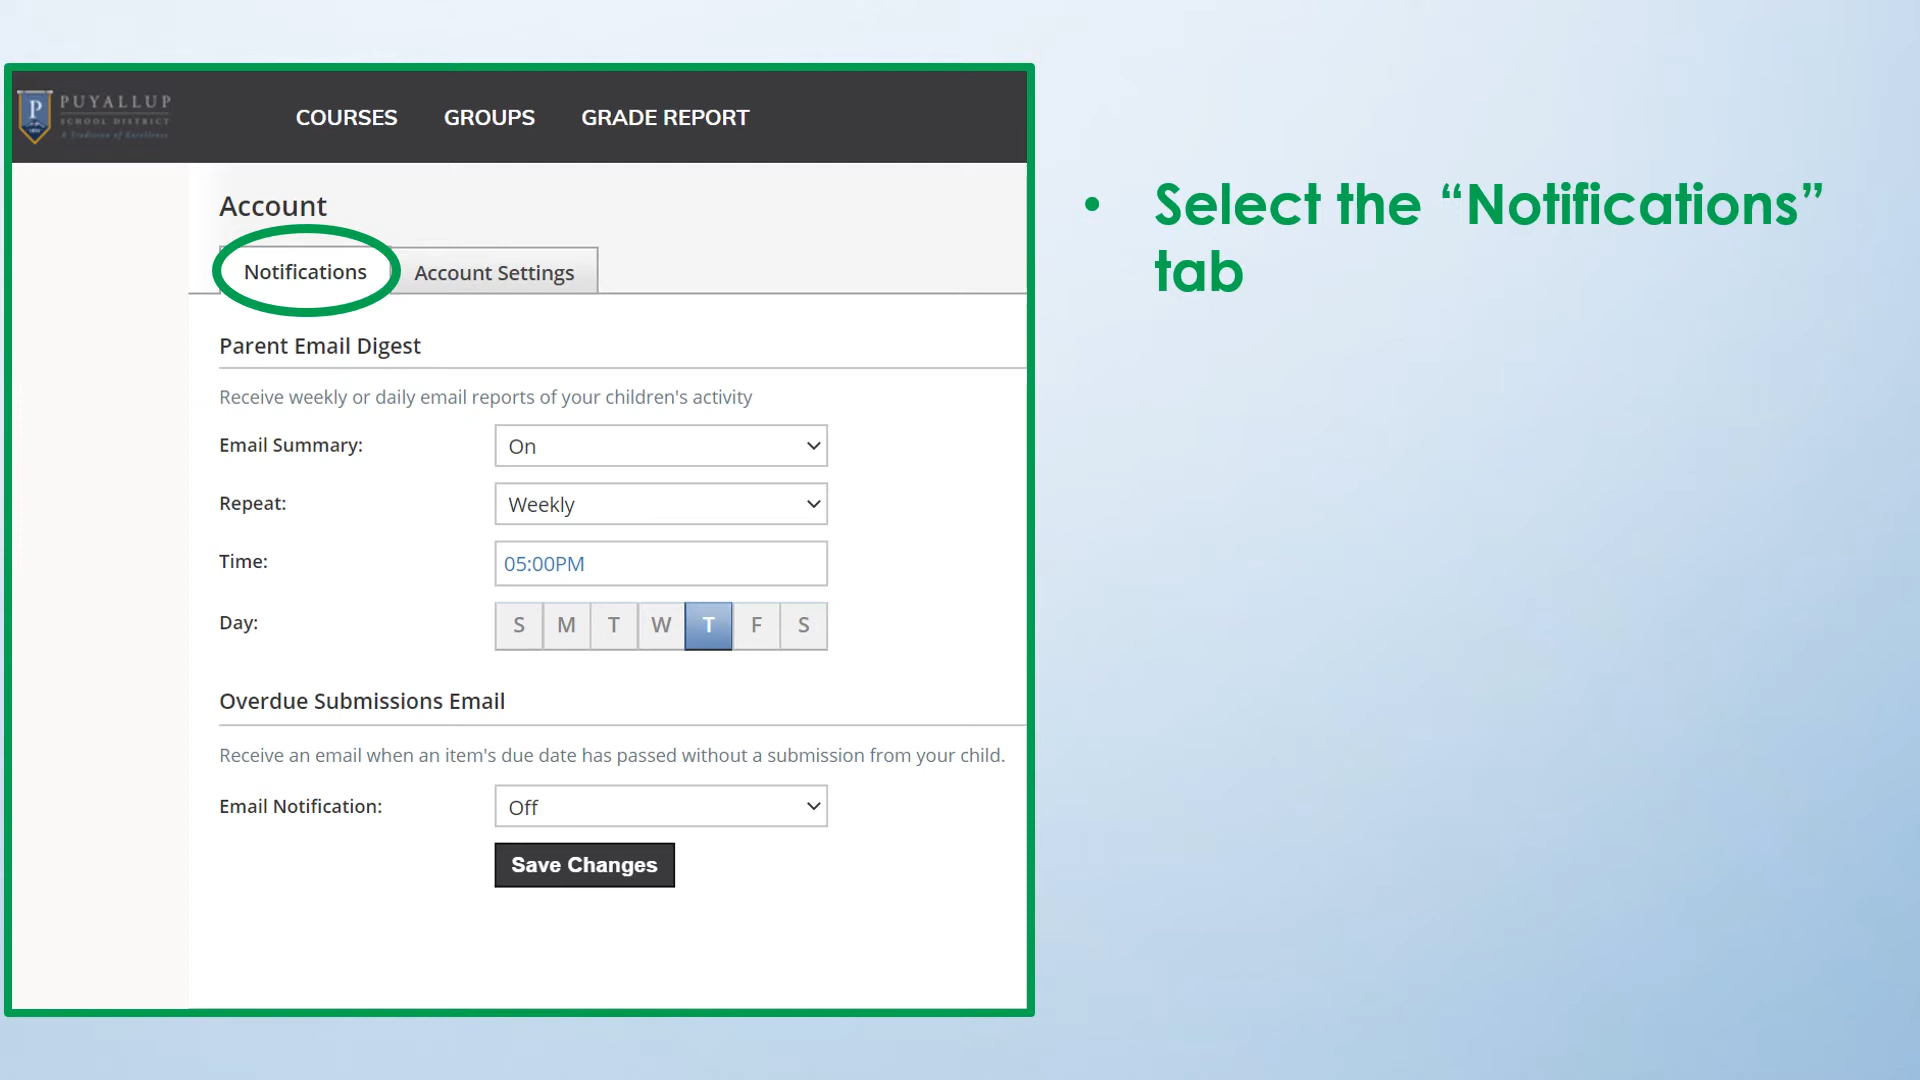 P PUYALLUP
SCHOOL DISTRICT
A Tradition of Excellence
COURSES GROUPS GRADE REPORT
Account
Notifications Account Settings
Parent Email Digest
Receive weekly or daily email reports of your children's activity
Email Summary: On
Repeat: Weekly
Time: 05:00PM
Day: S M T W T F S
Overdue Submissions Email
Receive an email when an item's due date has passed without a submission from your child.
Email Notification: Off
Save Changes
• Select the “Notifications”
tab